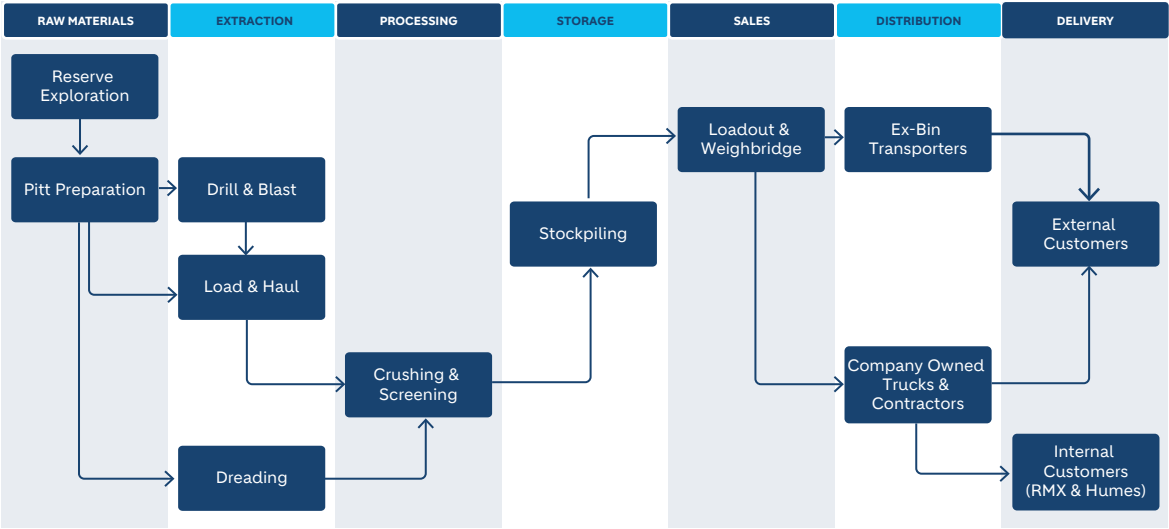 RAW MATERIALS
EXTRACTION
PROCESSING
STORAGE
SALES
DISTRIBUTION
DELIVERY
Reserve
Exploration
Pitt Preparation
Drill & Blast
Load & Haul
Dreading
Crushing &
Screening
Stockpiling
Loadout &
Weighbridge
Ex-Bin
Transporters
Company Owned
Trucks &
Contractors
External
Customers
Internal
Customers
(RMX & Humes)